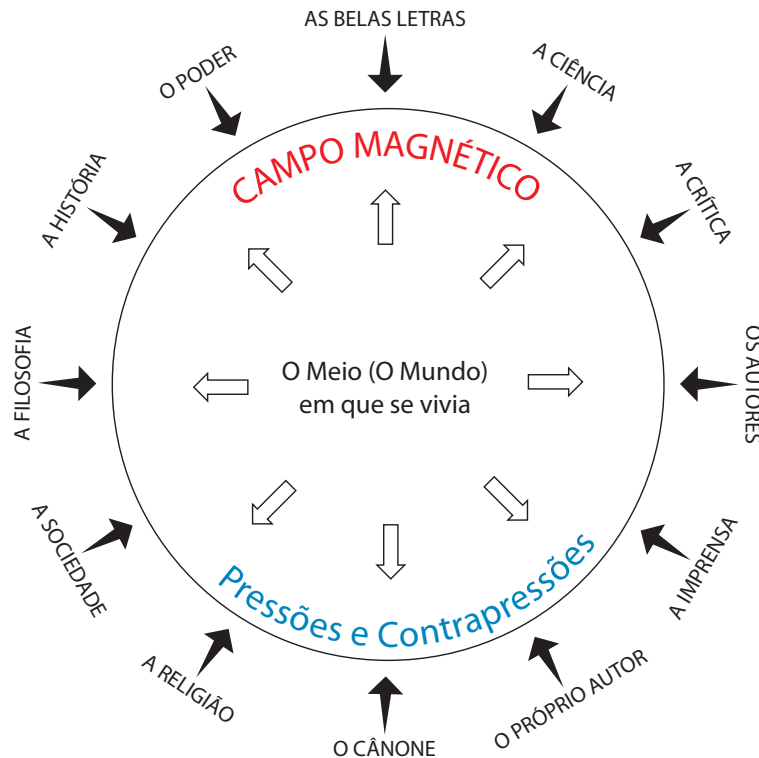 AS BELAS LETRAS
A CIÊNCIA
A CRÍTICA
OS AUTORES
A IMPRENSA
O PRÓPRIO AUTOR
O CÂNONE
A RELIGIÃO
A SOCIEDADE
A FILOSOFIA
A HISTÓRIA
O PODER
CAMPO MAGNÉTICO
O Meio (O Mundo)
em que se vivia
Pressões e Contrapressões